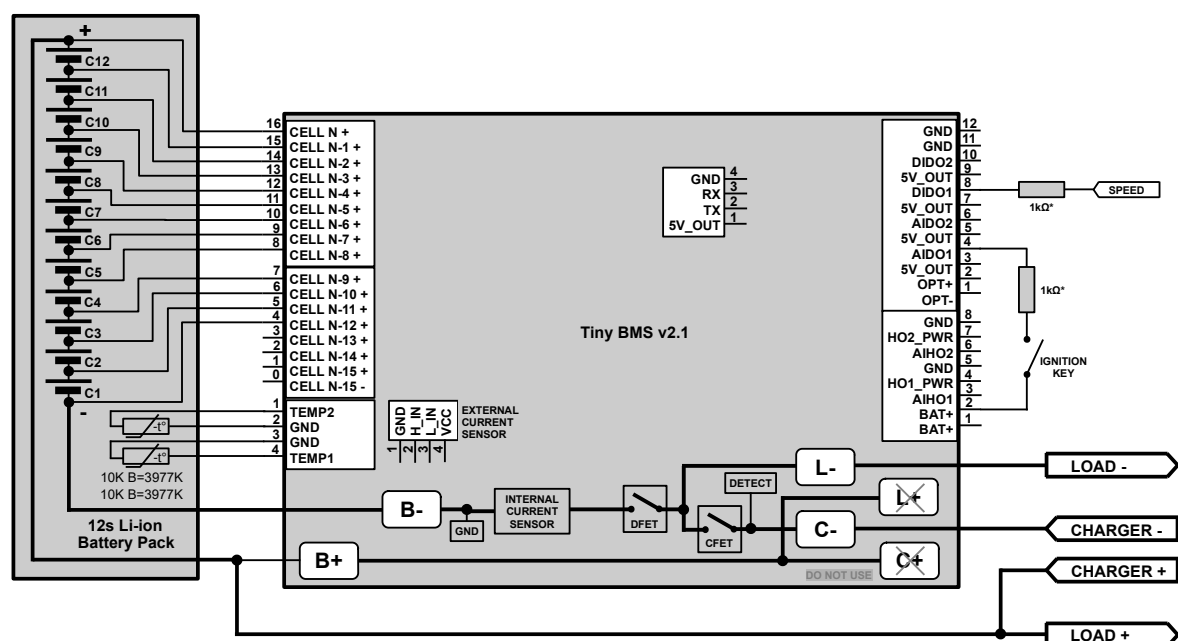 +
C12
C11
C10
C9
C8
C7
C6
C5
C4
C3
C2
C1
-
-t°
-t°
10K B=3977K
10K B=3977K
12s Li-ion
Battery Pack
16 CELL N +
15 CELL N-1 +
14 CELL N-2 +
13 CELL N-3 +
12 CELL N-4 +
11 CELL N-5 +
10 CELL N-6 +
9 CELL N-7 +
8 CELL N-8 +
7 CELL N-9 +
6 CELL N-10 +
5 CELL N-11 +
4 CELL N-12 +
3 CELL N-13 +
2 CELL N-14 +
1 CELL N-15 +
0 CELL N-15 -
1 TEMP2
2 GND
3 GND
4 TEMP1
GND
H_IN
L_IN
VCC
1 2 3 4
EXTERNAL
CURRENT
SENSOR
GND 4
RX 3
TX 2
5V_OUT 1
Tiny BMS v2.1
GND 12
GND 11
DIDO2 10
5V_OUT 9
DIDO1 8
5V_OUT 7
AIDO2 6
5V_OUT 5
AIDO1 4
5V_OUT 3
OPT+ 2
OPT- 1
GND 8
HO2_PWR 7
AIHO2 6
GND 5
HO1_PWR 4
AIHO1 3
BAT+ 2
BAT+ 1
1kΩ*
SPEED
1kΩ*
IGNITION
KEY
B-
GND
INTERNAL
CURRENT
SENSOR
DFET
CFET
DETECT
L-
L+
C-
C+
DO NOT USE
B+
LOAD -
CHARGER -
CHARGER +
LOAD +